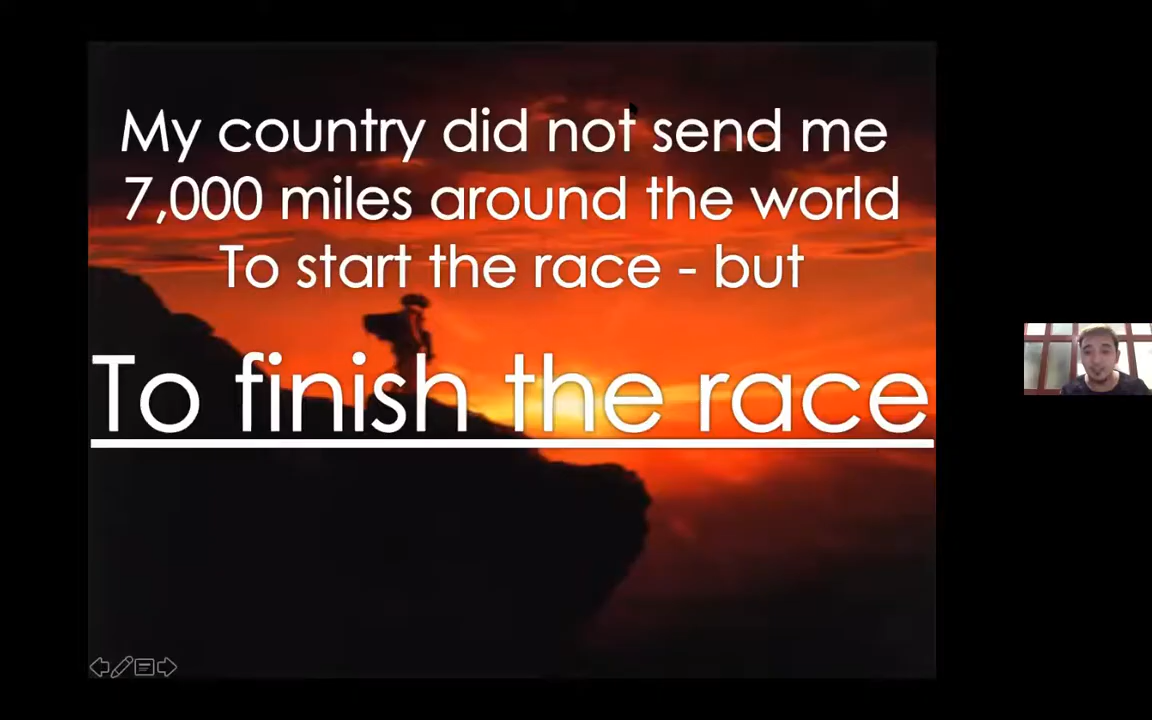 My country did not send me
7,000 miles around the world
To start the race - but
To finish the race